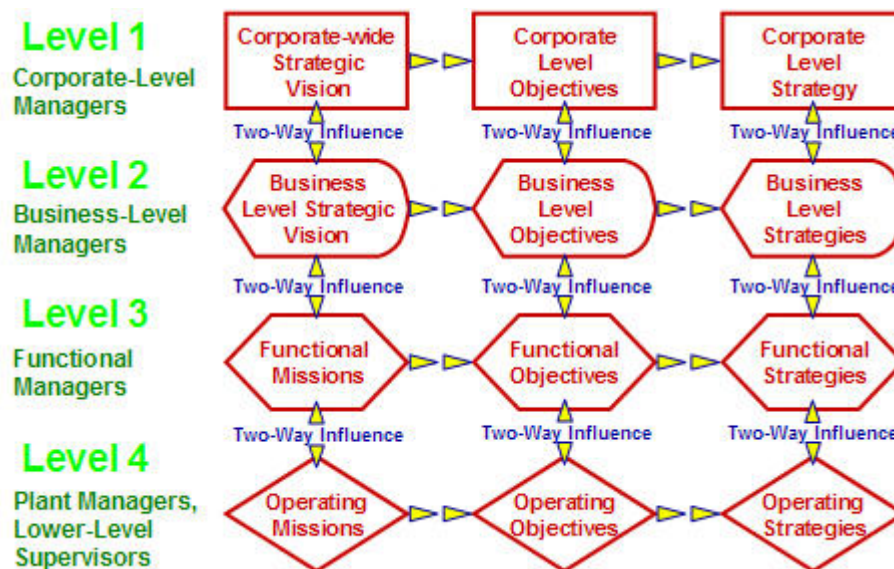 Level 1
Corporate-Level
Managers
Corporate-wide
Strategic
Vision
Corporate
Level
Objectives
Corporate
Level
Strategy
Two-Way Influence
Two-Way Influence
Two-Way Influence
Level 2
Business-Level
Managers
Business
Level Strategic
Vision
Business
Level
Objectives
Business
Level
Strategies
Two-Way Influence
Two-Way Influence
Two-Way Influence
Level 3
Functional
Managers
Functional
Missions
Functional
Objectives
Functional
Strategies
Two-Way Influence
Two-Way Influence
Two-Way Influence
Level 4
Plant Managers,
Lower-Level
Supervisors
Operating
Missions
Operating
Objectives
Operating
Strategies